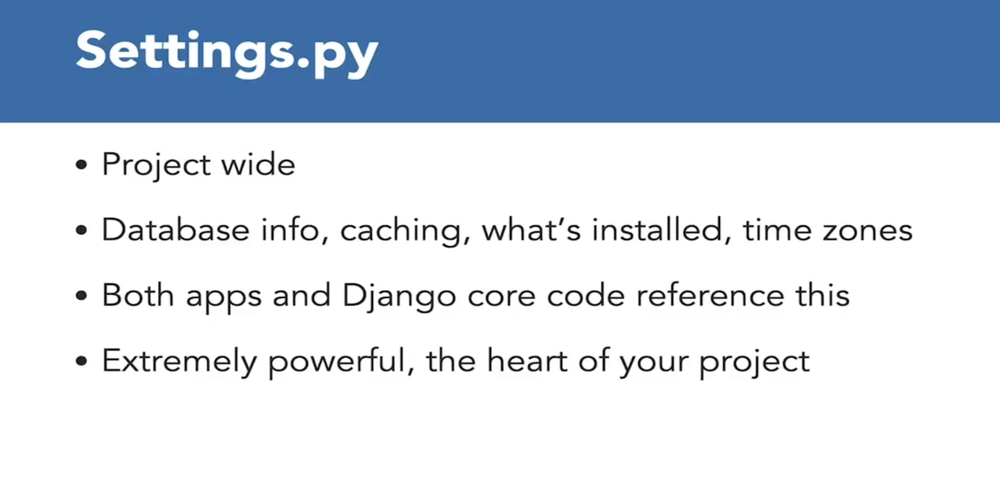 Settings.py
• Project wide
• Database info, caching, what’s installed, time zones
• Both apps and Django core code reference this
• Extremely powerful, the heart of your project